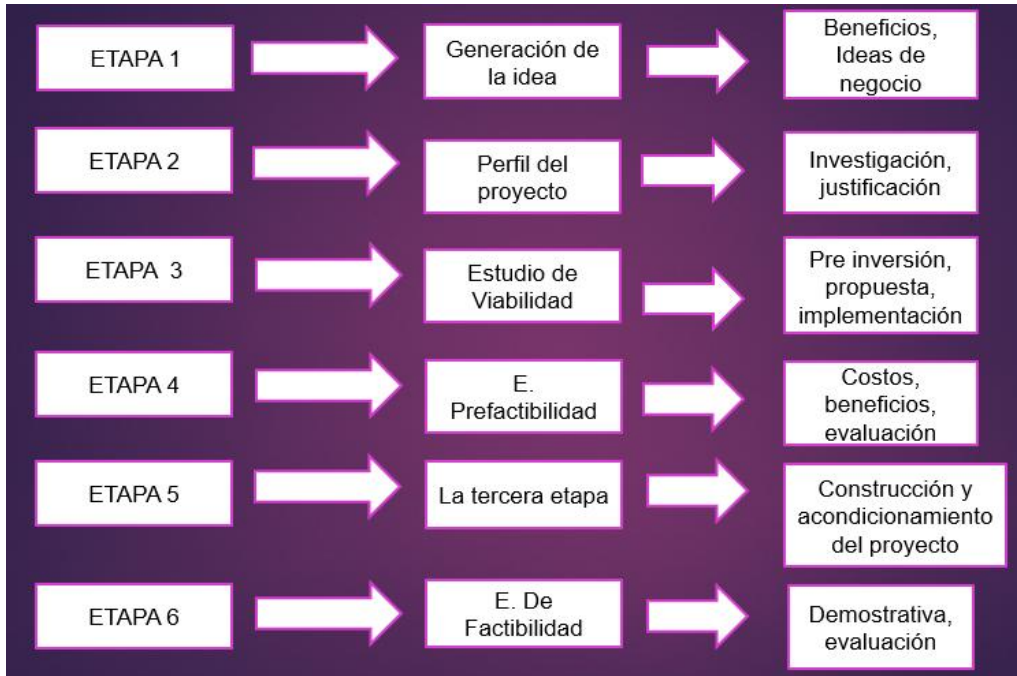 ETAPA 1
Generación de
la idea
Beneficios,
Ideas de
negocio
ETAPA 2
Perfil del
proyecto
Investigación,
justificación
ETAPA 3
Estudio de
Viabilidad
Pre inversión,
propuesta,
implementación
ETAPA 4
E.
Prefactibilidad
Costos,
beneficios,
evaluación
ETAPA 5
La tercera etapa
Construcción y
acondicionamiento
del proyecto
ETAPA 6
E. De
Factibilidad
Demostrativa,
evaluación